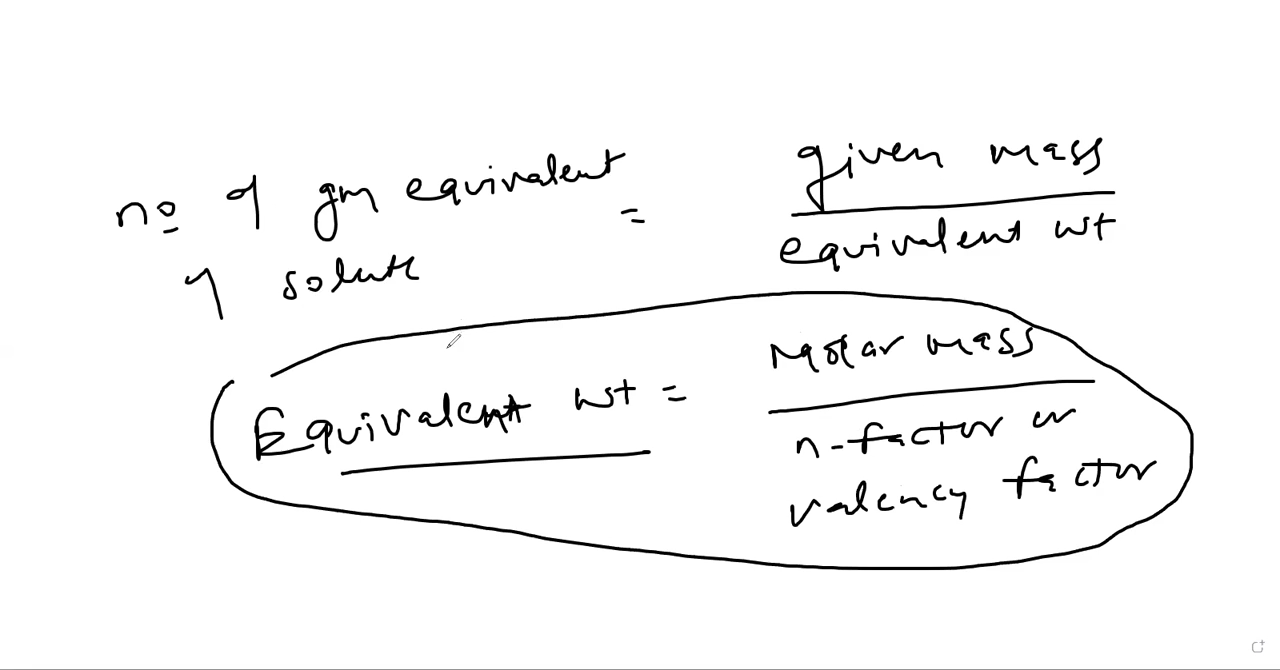 no of gm equivalent = given mass
of solute equivalent wt
Equivalent wt = Molar mass
n-factor or
valency factor